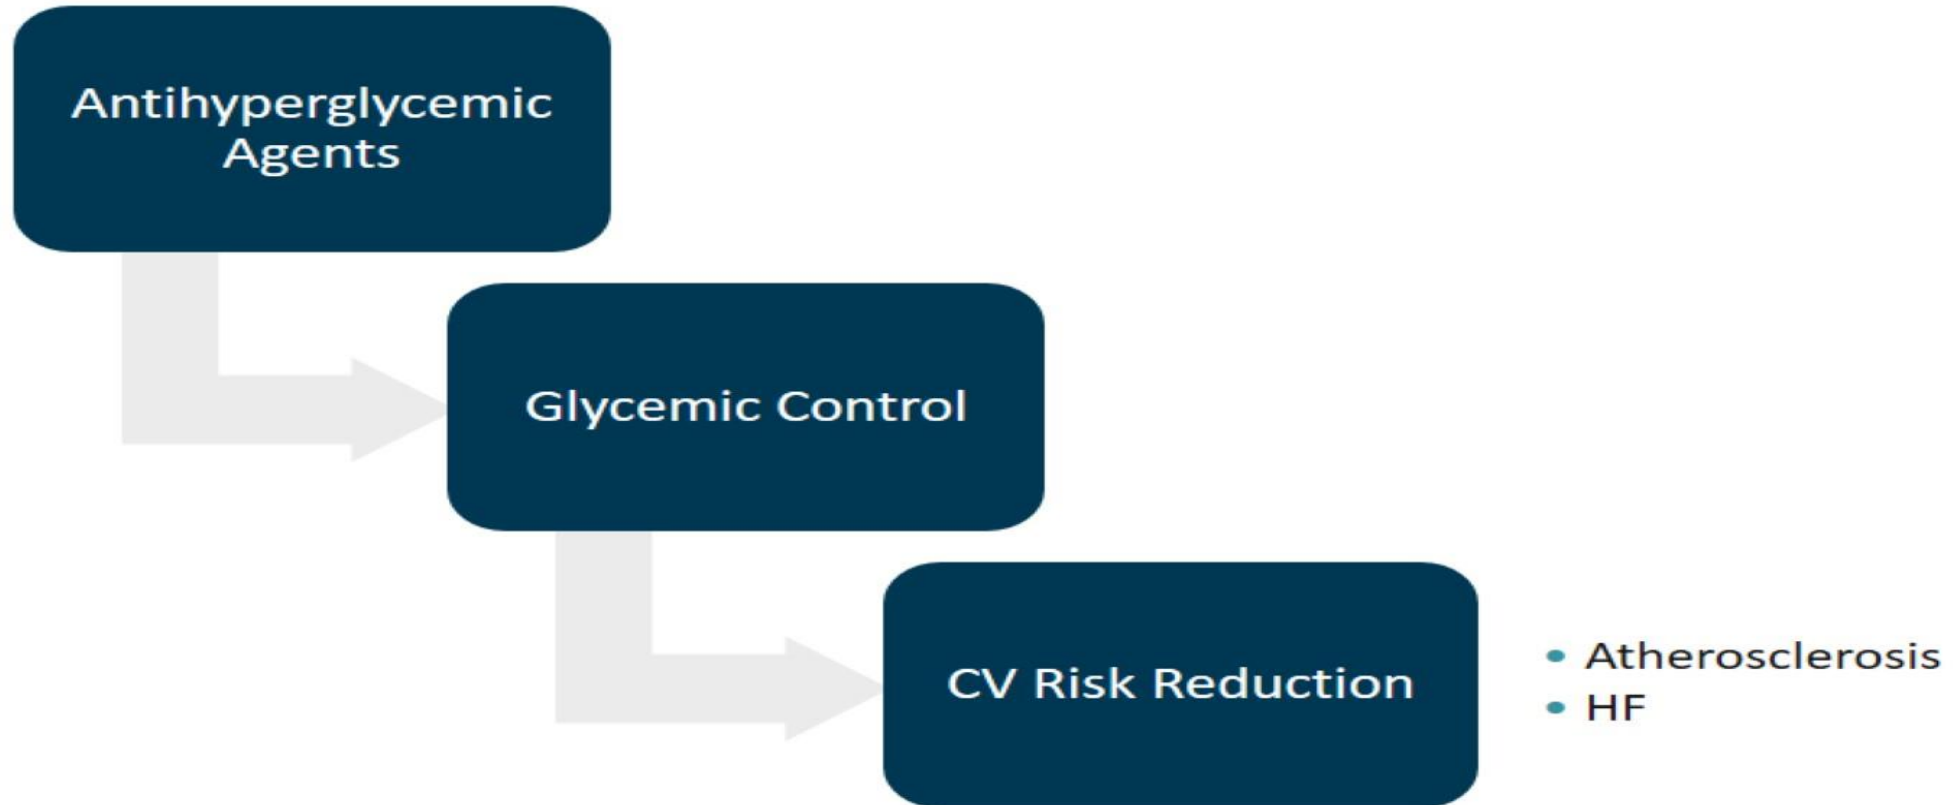 Antihyperglycemic
Agents
Glycemic Control
CV Risk Reduction
• Atherosclerosis
• HF